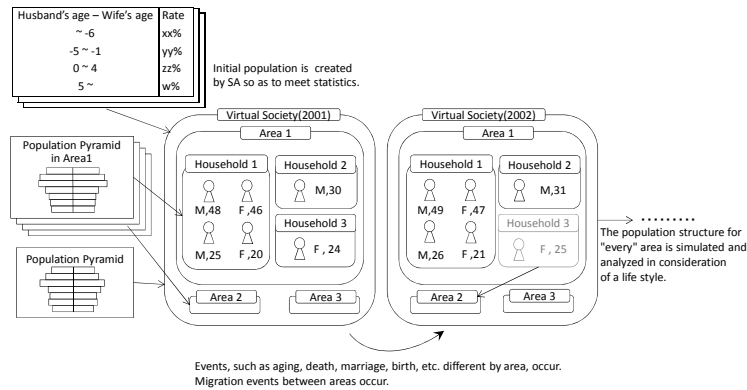 Husband's age – Wife's age Rate
~ -6 xx%
-5 ~ -1 yy%
0 ~ 4 zz%
5 ~ w%
Initial population is created
by SA so as to meet statistics.
Population Pyramid
in Area1
Population Pyramid
Virtual Society(2001)
Area 1
Household 1
M,48 F ,46
M,25 F,20
Household 2
M,30
Household 3
F , 24
Area 2
Area 3
Virtual Society(2002)
Area 1
Household 1
M,49 F ,47
M,26 F,21
Household 2
M,31
Household 3
F , 25
Area 2
Area 3
.........
The population structure for
"every" area is simulated and
analyzed in consideration
of a life style.
Events, such as aging, death, marriage, birth, etc. different by area, occur.
Migration events between areas occur.